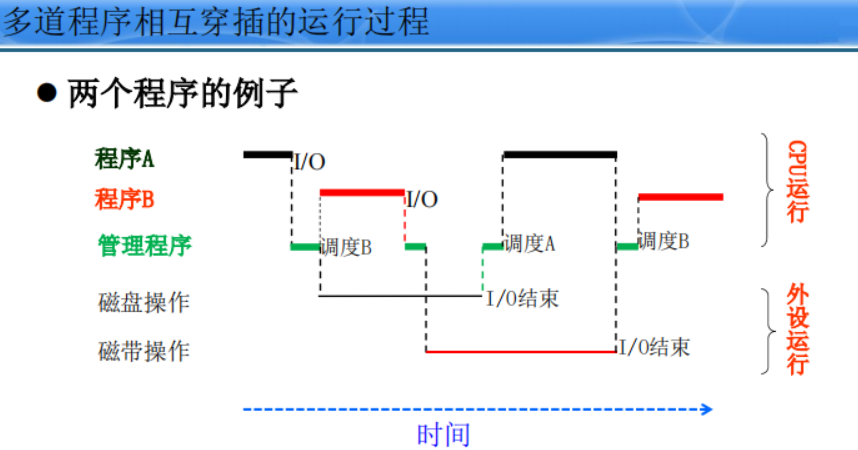 多道程序相互穿插的运行过程
● 两个程序的例子
程序A
I/O
程序B
I/O
管理程序
调度B
调度A
调度B
磁盘操作
I/O结束
磁带操作
I/O结束
CPU运行
外设运行
时间